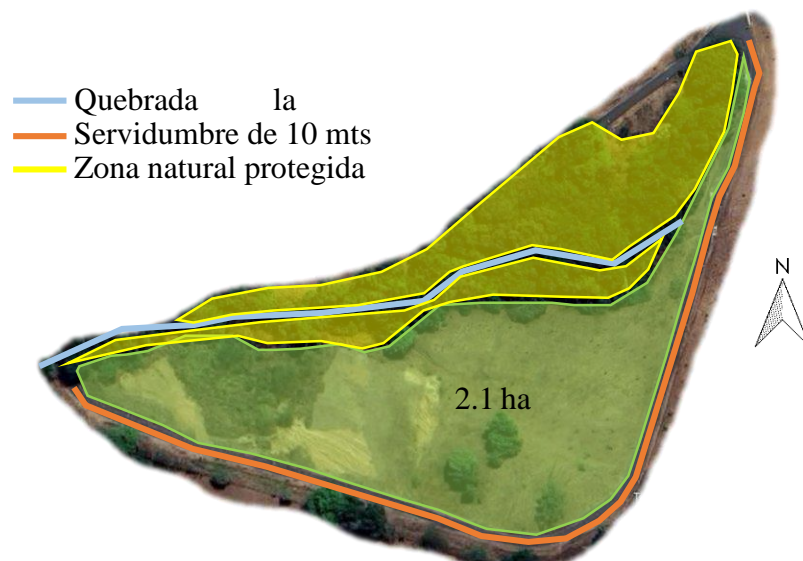 Quebrada la
Servidumbre de 10 mts
Zona natural protegida
N
2.1 ha